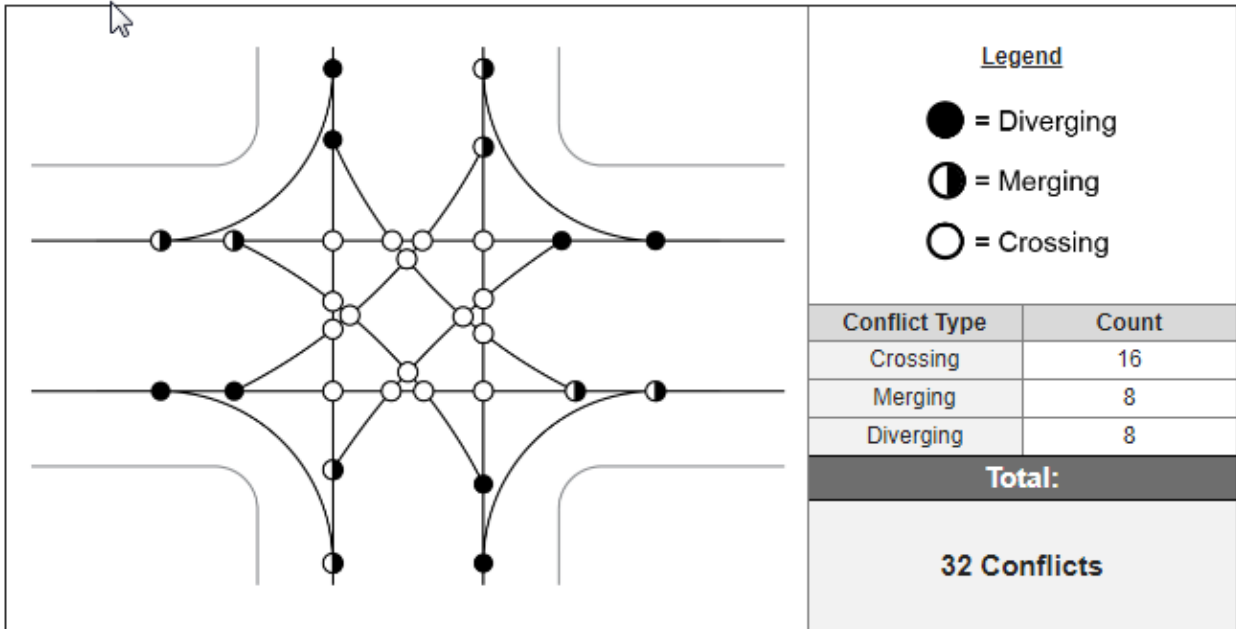 Legend
= Diverging
= Merging
= Crossing
Conflict Type Count
Crossing 16
Merging 8
Diverging 8
Total:
32 Conflicts